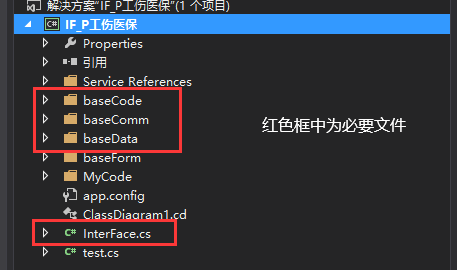 解决方案"IF_P工伤医保"(1 个项目)
IF_P工伤医保
Properties
引用
Service References
baseCode
baseComm
baseData
baseForm
MyCode
app.config
ClassDiagram1.cd
InterFace.cs
test.cs
红色框中为必要文件